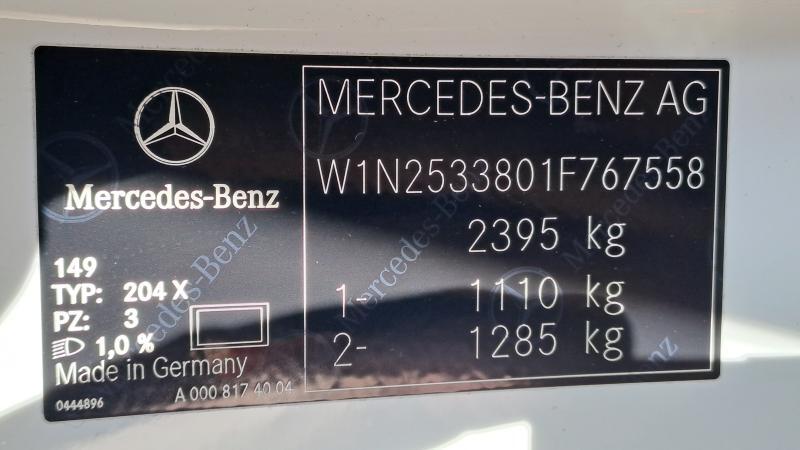 Mercedes-Benz
149
TYP: 204 X
PZ: 3
1,0 %
Made in Germany
A 000 817 40 04
0444896
MERCEDES-BENZ AG
W1N2533801F767558
2395 kg
1- 1110 kg
2- 1285 kg